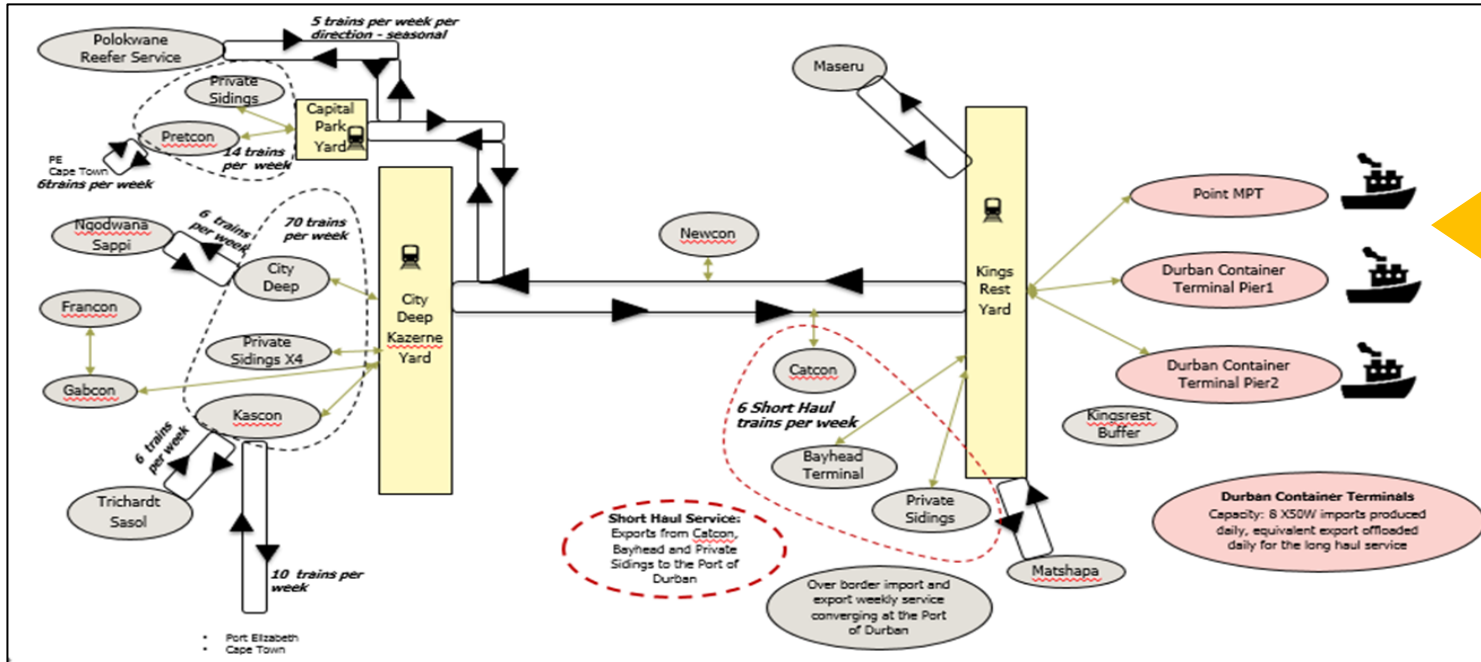 5 trains per week per
direction - seasonal
Polokwane
Reefer Service
Private
Sidings
Pretcon
Capital
Park
Yard
14 trains
per week
PE
Cape Town
6trains per week
Ngodwana
Sappi
6 trains
per week
70 trains
per week
City
Deep
Francon
Private
Sidings X4
Gabcon
Kascon
6 trains
per week
Trichardt
Sasol
10 trains per
week
• Port Elizabeth
• Cape Town
City
Deep
Kazerne
Yard
Newcon
Maseru
Kings
Rest
Yard
Catcon
6 Short Haul
trains per week
Bayhead
Terminal
Private
Sidings
Short Haul Service:
Exports from Catcon,
Bayhead and Private
Sidings to the Port of
Durban
Matshapa
Over border import and
export weekly service
converging at the Port
of Durban
Point MPT
Durban Container
Terminal Pier1
Durban Container
Terminal Pier2
Kingsrest
Buffer
Durban Container Terminals
Capacity: 8 X50W imports produced
daily, equivalent export offloaded
daily for the long haul service